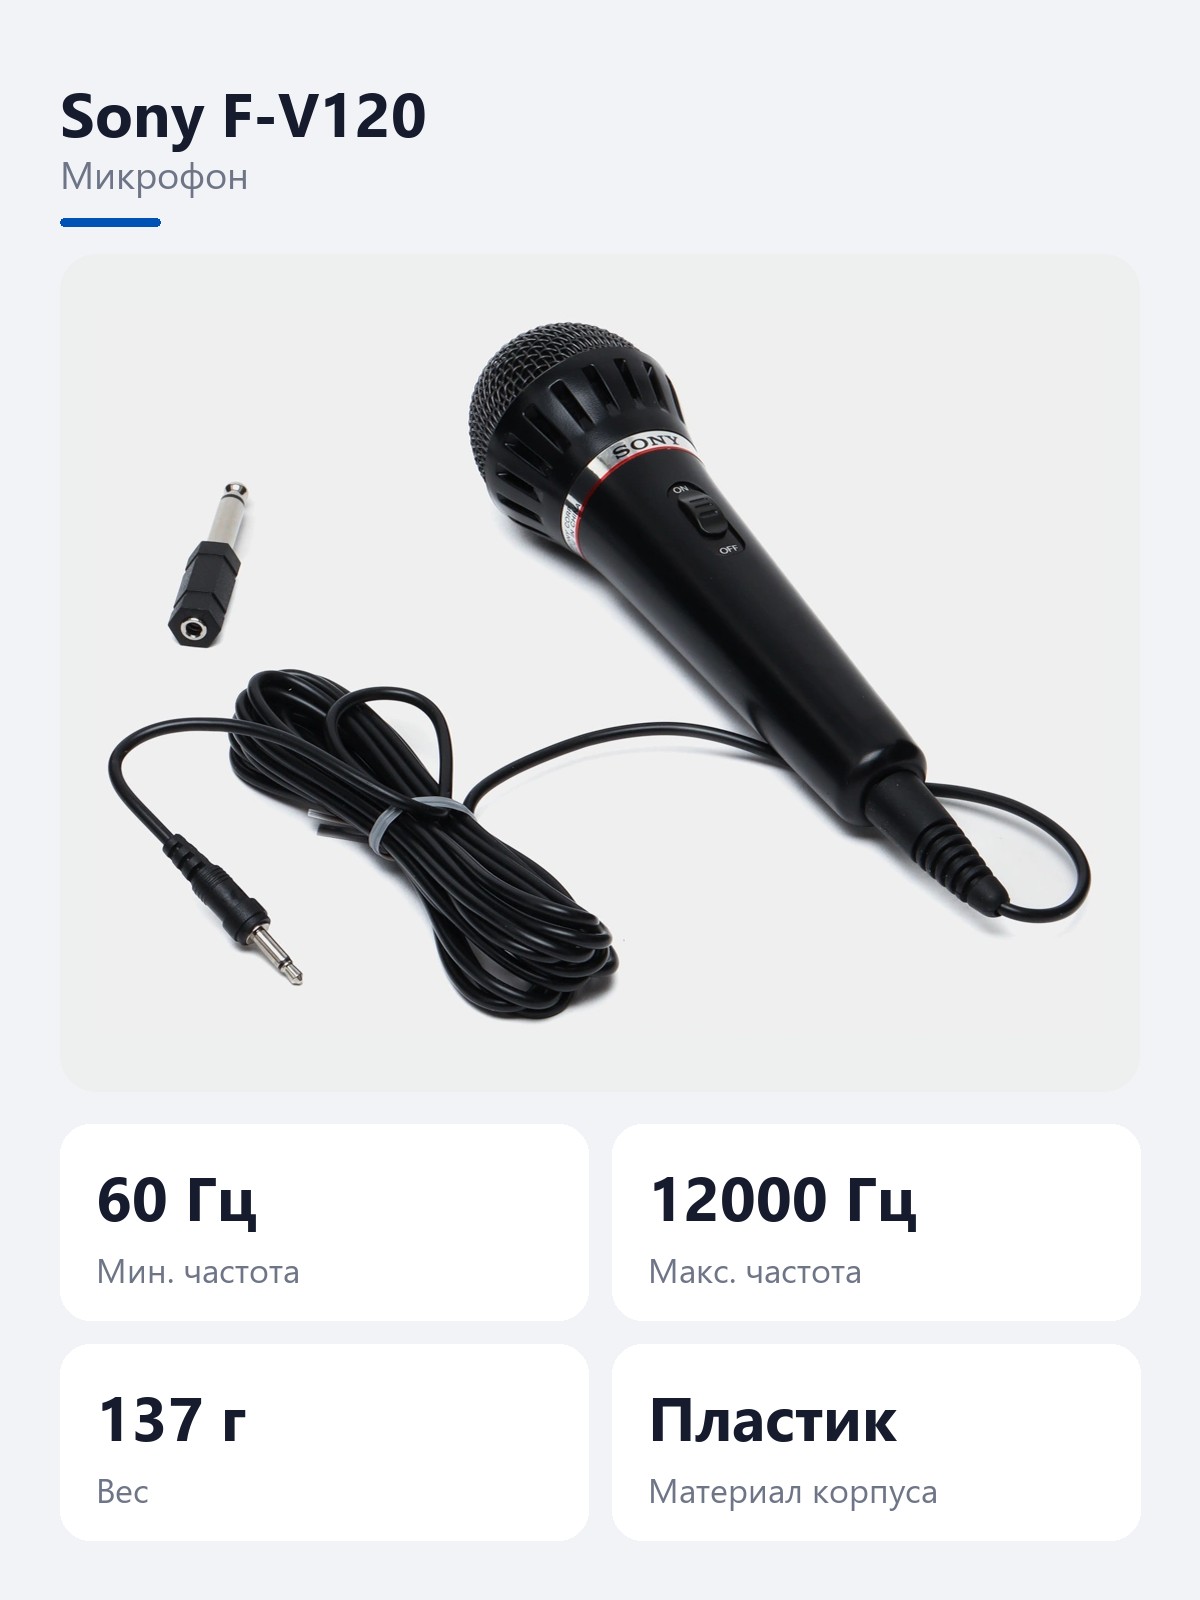 Sony F-V120
Микрофон
SONY
ON
OFF
60 Гц
Мин. частота
12000 Гц
Макс. частота
137 г
Вес
Пластик
Материал корпуса